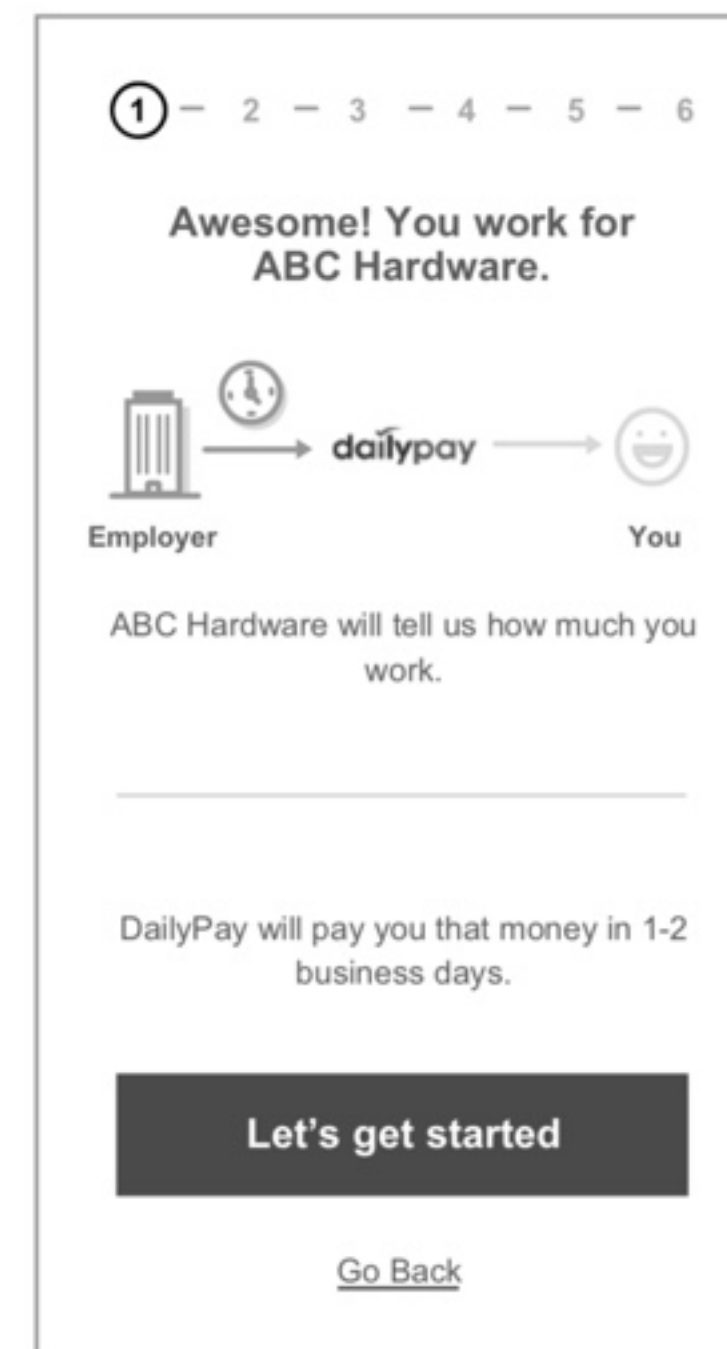 1 - 2 - 3 - 4 - 5 - 6
Awesome! You work for
ABC Hardware.
dailypay
Employer
You
ABC Hardware will tell us how much you
work.
DailyPay will pay you that money in 1-2
business days.
Let's get started
Go Back